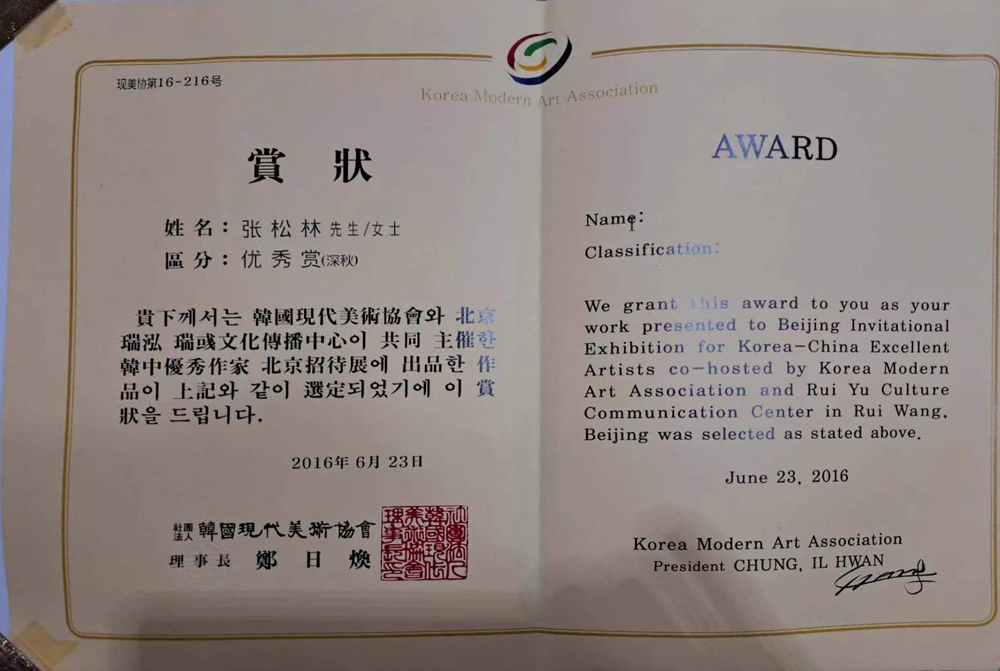 现美协第16-216号
Korea Modern Art Association
賞 狀
姓 名 : 张 松 林 先生/女士
區 分 : 优 秀 赏(深秋)
貴下께서는 韓國現代美術協會와 北京
瑞泓 瑞彧文化傳播中心이 共同 主催한
韓中優秀作家 北京招待展에 出品한 作
品이 上記와 같이 選定되었기에 이 賞
狀을 드립니다.
2016年 6月 23日
社團法人 韓國現代美術協會
理事長 鄭 日 煥
AWARD
Name:
Classification:
We grant this award to you as your
work presented to Beijing Invitational
Exhibition for Korea-China Excellent
Artists co-hosted by Korea Modern
Art Association and Rui Yu Culture
Communication Center in Rui Wang,
Beijing was selected as stated above.
June 23, 2016
Korea Modern Art Association
President CHUNG, IL HWAN